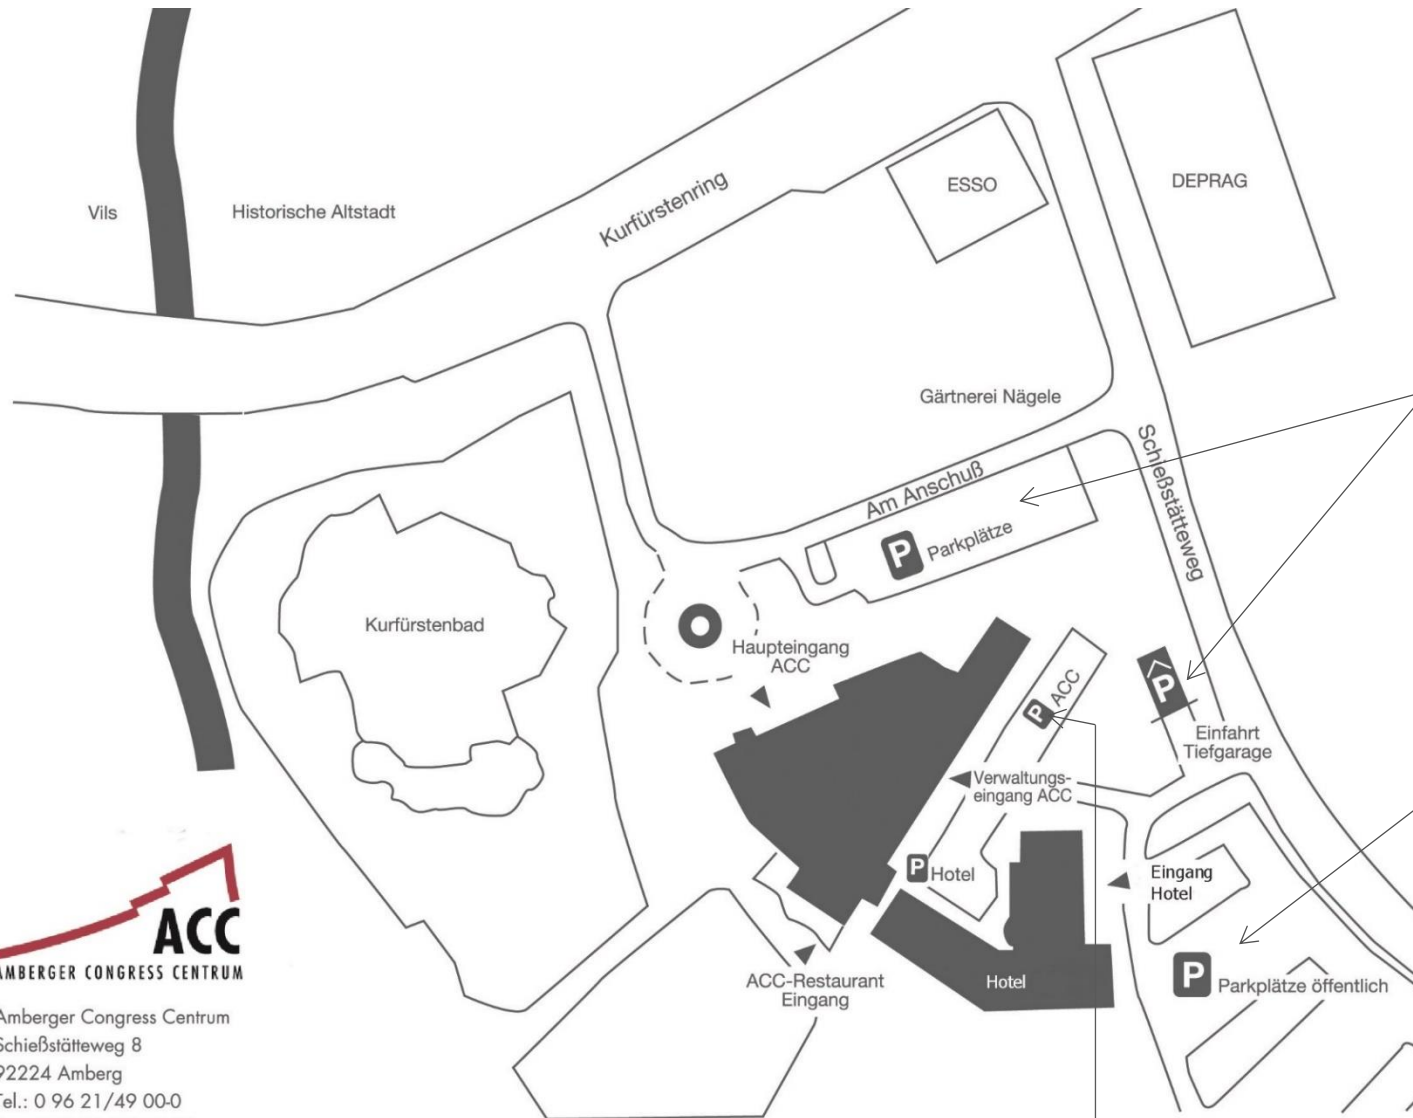 Vils
Historische Altstadt
Kurfürstenring
ESSO
DEPRAG
Gärtnerei Nägele
Am Anschuß
Schießstätteweg
P Parkplätze
Kurfürstenbad
Haupteingang
ACC
P ACC
P
Einfahrt
Tiefgarage
Verwaltungs-
eingang ACC
P Hotel
Eingang
Hotel
Hotel
ACC-Restaurant
Eingang
P Parkplätze öffentlich
ACC
AMBERGER CONGRESS CENTRUM
Amberger Congress Centrum
Schießstätteweg 8
92224 Amberg
Tel.: 0 96 21/49 00-0